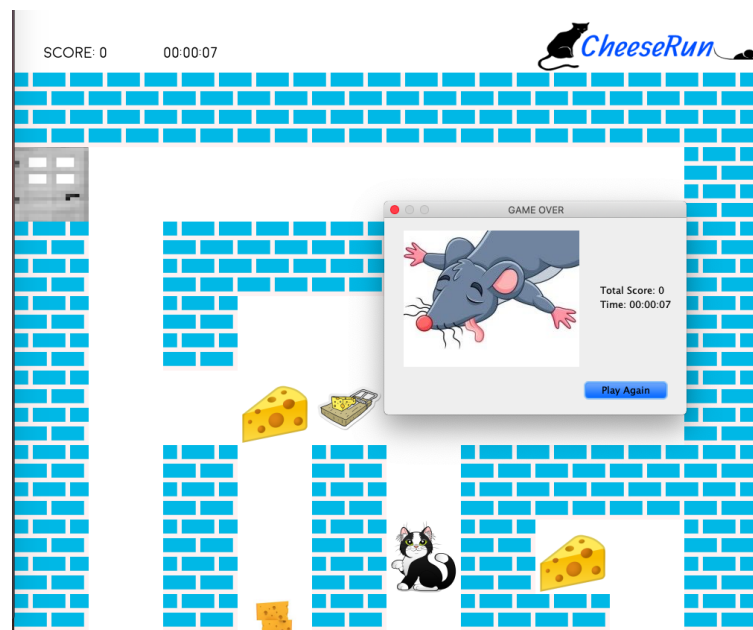 SCORE: 0
00:00:07
CheeseRun
GAME OVER
Total Score: 0
Time: 00:00:07
Play Again